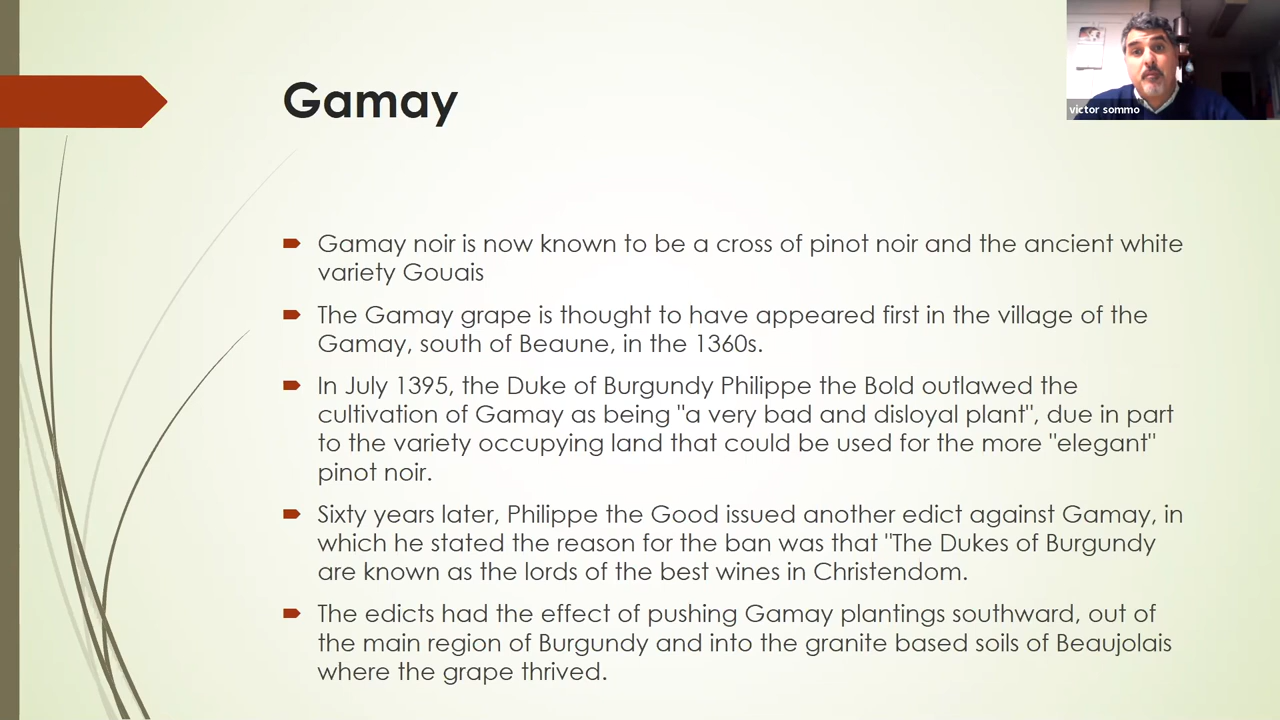 Gamay
victor sommo
Gamay noir is now known to be a cross of pinot noir and the ancient white
variety Gouais
The Gamay grape is thought to have appeared first in the village of the
Gamay, south of Beaune, in the 1360s.
In July 1395, the Duke of Burgundy Philippe the Bold outlawed the
cultivation of Gamay as being "a very bad and disloyal plant", due in part
to the variety occupying land that could be used for the more "elegant"
pinot noir.
Sixty years later, Philippe the Good issued another edict against Gamay, in
which he stated the reason for the ban was that "The Dukes of Burgundy
are known as the lords of the best wines in Christendom.
The edicts had the effect of pushing Gamay plantings southward, out of
the main region of Burgundy and into the granite based soils of Beaujolais
where the grape thrived.